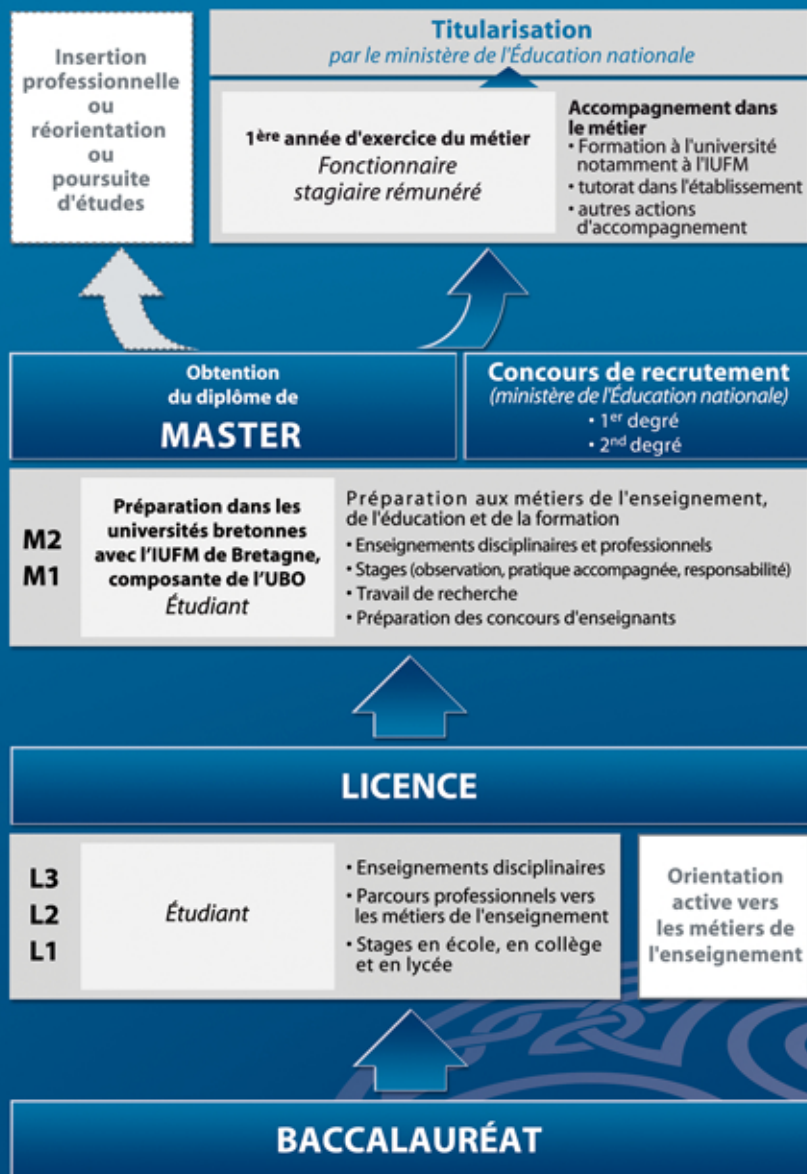 Insertion
professionnelle
ou
réorientation
ou
poursuite
d'études
Titularisation
par le ministère de l'Éducation nationale
1ère année d'exercice du métier
Fonctionnaire
stagiaire rémunéré
Accompagnement dans
le métier
• Formation à l'université
notamment à l'IUFM
• tutorat dans l'établissement
• autres actions
d'accompagnement
Obtention
du diplôme de
MASTER
Concours de recrutement
(ministère de l'Éducation nationale)
• 1er degré
• 2nd degré
M2
M1
Préparation dans les
universités bretonnes
avec l'IUFM de Bretagne,
composante de l'UBO
Étudiant
Préparation aux métiers de l'enseignement,
de l'éducation et de la formation
• Enseignements disciplinaires et professionnels
• Stages (observation, pratique accompagnée, responsabilité)
• Travail de recherche
• Préparation des concours d'enseignants
LICENCE
L3
L2
L1
Étudiant
• Enseignements disciplinaires
• Parcours professionnels vers
les métiers de l'enseignement
• Stages en école, en collège
et en lycée
Orientation
active vers
les métiers de
l'enseignement
BACCALAURÉAT